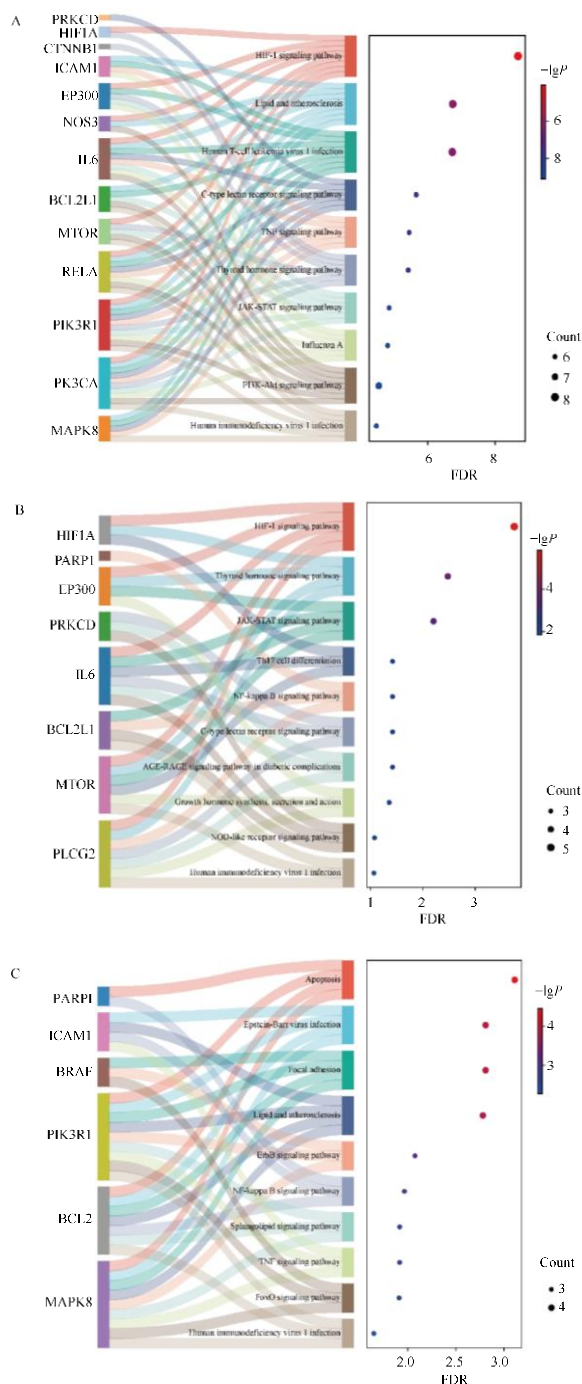 A
PRKCD
HIF1A
CTNNB1
ICAM1
EP300
NOS3
IL6
BCL2L1
MTOR
RELA
PIK3R1
PK3CA
MAPK8
HIF-1 signaling pathway
Lipid and atherosclerosis
Human T-cell leukemia virus 1 infection
C-type lectin receptor signaling pathway
TNF signaling pathway
Thyroid hormone signaling pathway
JAK-STAT signaling pathway
Influenza A
PI3K-Akt signaling pathway
Human immunodeficiency virus 1 infection
6
8
FDR
−lgP
4
6
8
Count
6
7
8
B
HIF1A
PARP1
EP300
PRKCD
IL6
BCL2L1
MTOR
PLCG2
HIF-1 signaling pathway
Thyroid hormone signaling pathway
JAK-STAT signaling pathway
Th17 cell differentiation
NF-kappa B signaling pathway
C-type lectin receptor signaling pathway
AGE-RAGE signaling pathway in diabetic complications
Growth hormone synthesis, secretion and action
NOD-like receptor signaling pathway
Human immunodeficiency virus 1 infection
1
2
3
FDR
−lgP
4
2
Count
3
4
5
C
PARPI
ICAM1
BRAF
PIK3R1
BCL2
MAPK8
Apoptosis
Epstein-Barr virus infection
Focal adhesion
Lipid and atherosclerosis
ErbB signaling pathway
NF-kappa B signaling pathway
signaling pathway
TNF signaling pathway
FoxO signaling pathway
Human immunodeficiency virus 1 infection
2.0
2.5
3.0
FDR
−lgP
4
3
Count
3
4